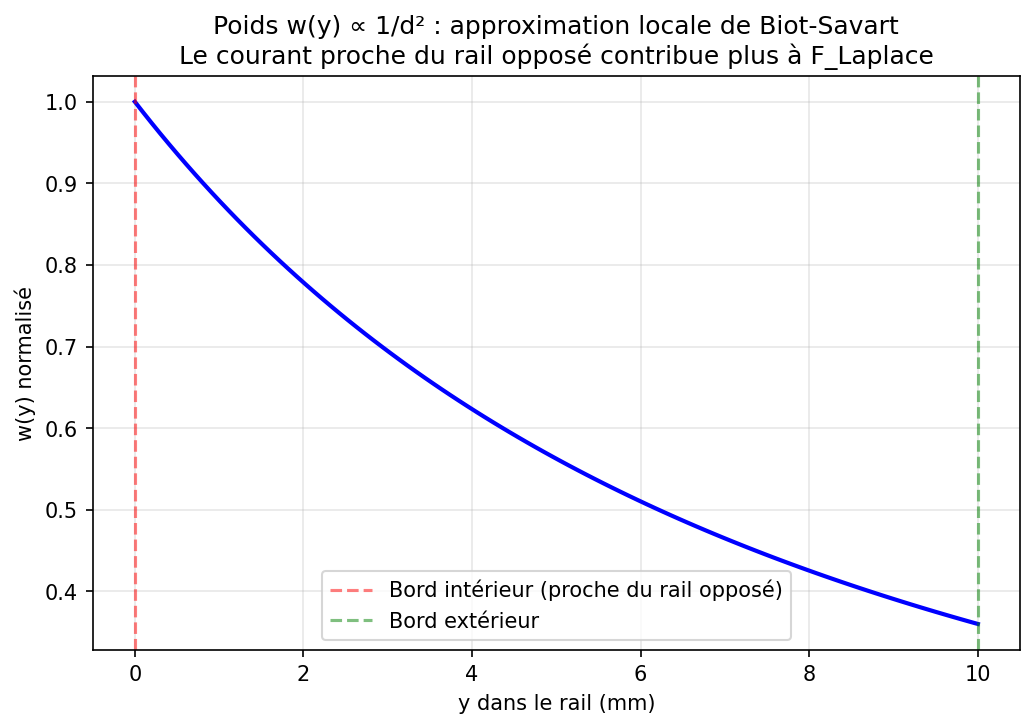 Poids w(y) ∝ 1/d² : approximation locale de Biot-Savart
Le courant proche du rail opposé contribue plus à F_Laplace
w(y) normalisé
1.0
0.9
0.8
0.7
0.6
0.5
0.4
Bord intérieur (proche du rail opposé)
Bord extérieur
0 2 4 6 8 10
y dans le rail (mm)